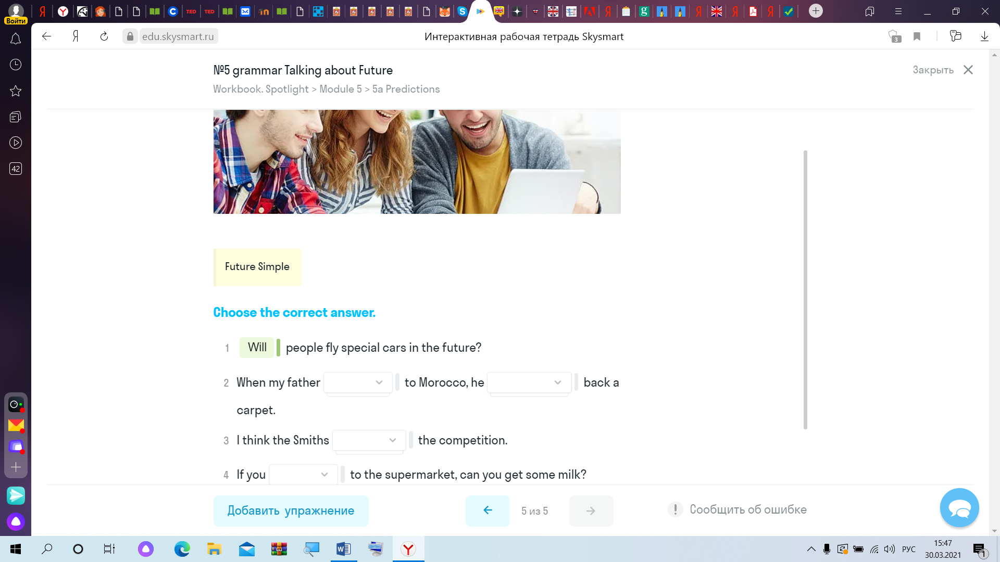 Войти
edu.skysmart.ru
Интерактивная рабочая тетрадь Skysmart
3
№5 grammar Talking about Future
Закрыть
Workbook. Spotlight > Module 5 > 5a Predictions
42
Future Simple
Choose the correct answer.
1 Will people fly special cars in the future?
2 When my father to Morocco, he back a
carpet.
3 I think the Smiths the competition.
4 If you to the supermarket, can you get some milk?
Добавить упражнение
5 из 5
Сообщить об ошибке
РУС
15:47
30.03.2021
1